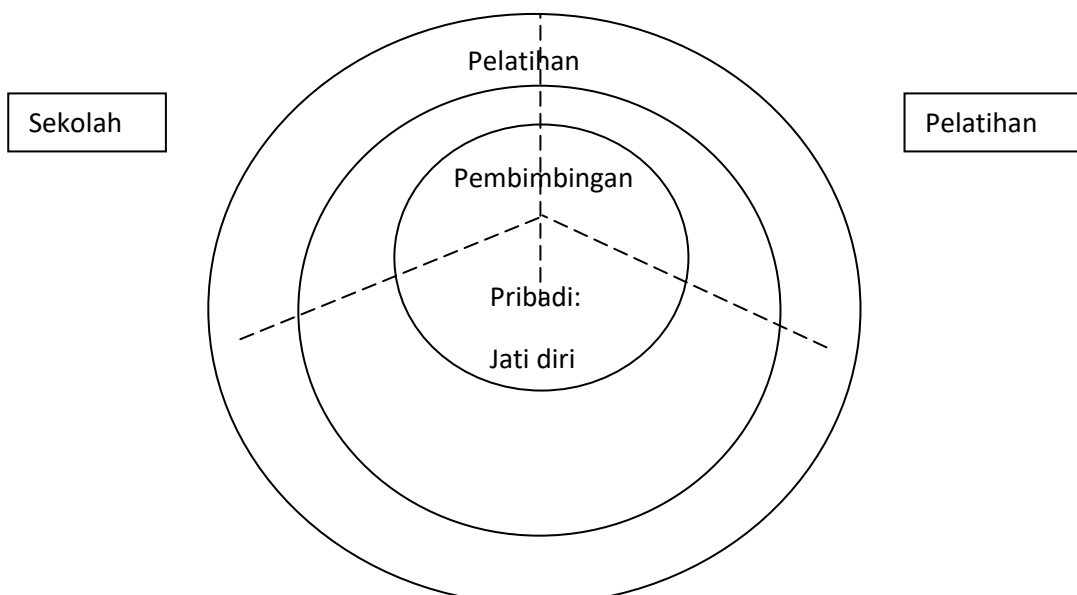 Pelatihan
Sekolah
Pelatihan
Pembimbingan
Pribadi:
Jati diri